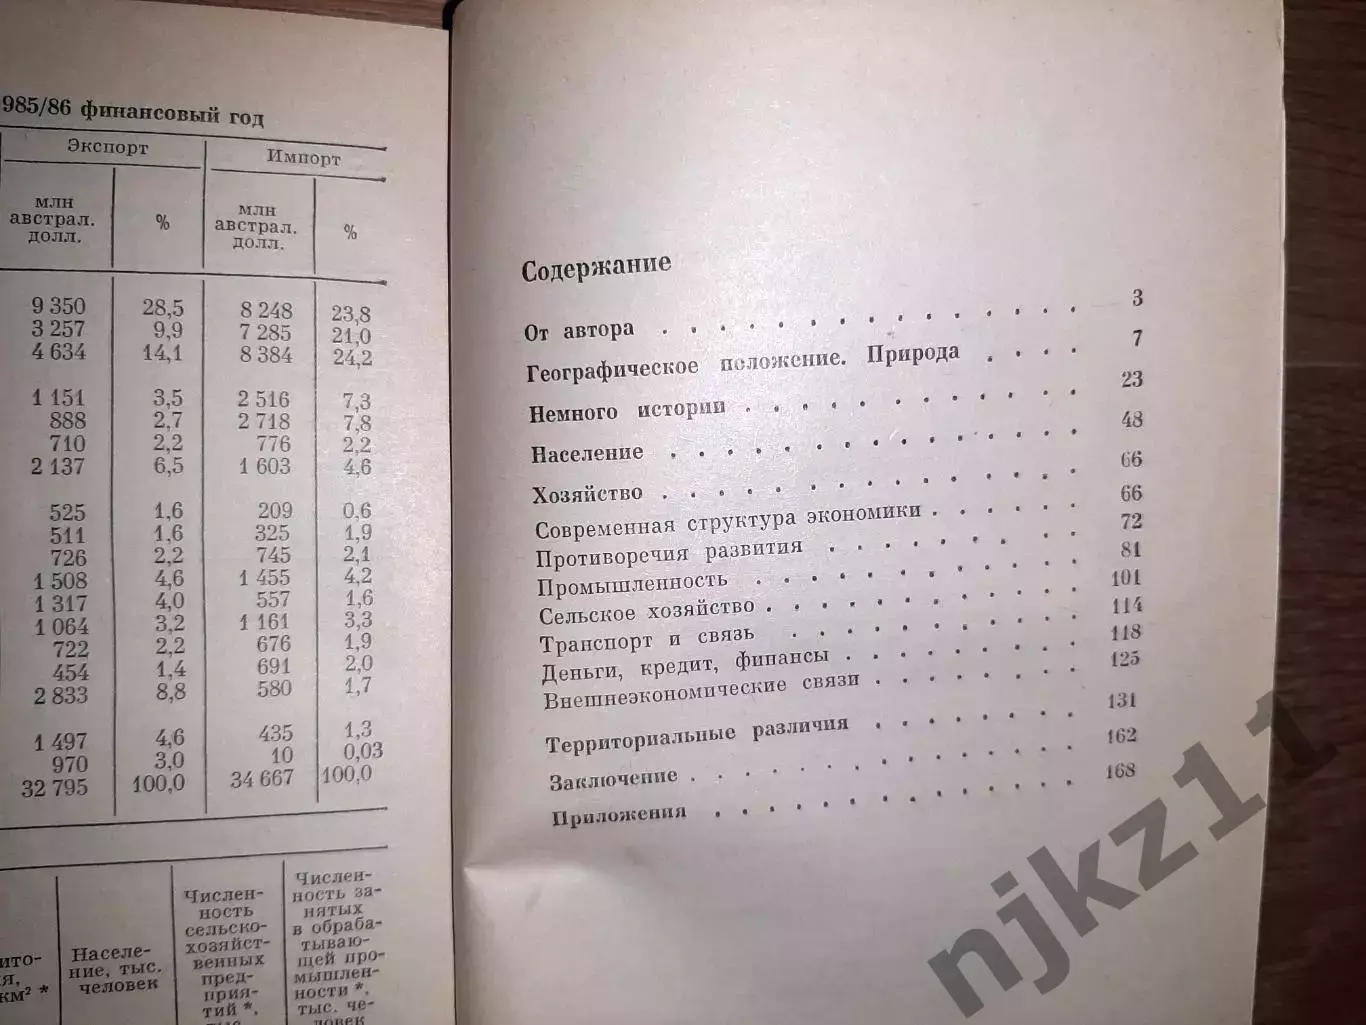 985/86 финансовый год
Экспорт Импорт
млн австрал. долл. % млн австрал. долл. %
9 350 28,5 8 248 23,8
3 257 9,9 7 285 21,0
4 634 14,1 8 384 24,2
1 151 3,5 2 516 7,3
888 2,7 2 718 7,8
710 2,2 776 2,2
2 137 6,5 1 603 4,6
525 1,6 209 0,6
511 1,6 325 1,9
726 2,2 745 2,1
1 508 4,6 1 455 4,2
1 317 4,0 557 1,6
1 064 3,2 1 161 3,3
722 2,2 676 1,9
454 1,4 691 2,0
2 833 8,8 580 1,7
1 497 4,6 435 1,3
970 3,0 10 0,03
32 795 100,0 34 667 100,0
ито-
я,
км² *
Населе-
ние, тыс.
человек
Числен-
ность
сельско-
хозяйст-
венных
пред-
прия-
тий *,
Числен-
ность за-
нятых
в обраба-
тываю-
щей про-
мышлен-
ности *,
тыс. че-
ловек
Содержание
От автора . . . . . . . . . . . . . . . 3
Географическое положение. Природа . . . . 7
Немного истории . . . . . . . . . . . . 23
Население . . . . . . . . . . . . . . 48
Хозяйство . . . . . . . . . . . . . . 66
Современная структура экономики . . . . . . 66
Противоречия развития . . . . . . . . . 72
Промышленность . . . . . . . . . . . . 81
Сельское хозяйство . . . . . . . . . . . 101
Транспорт и связь . . . . . . . . . . . 114
Деньги, кредит, финансы . . . . . . . . . 118
Внешнеэкономические связи . . . . . . . . 125
Территориальные различия . . . . . . . . 131
Заключение . . . . . . . . . . . . . . 162
Приложения . . . . . . . . . . . . . 168
njkz11